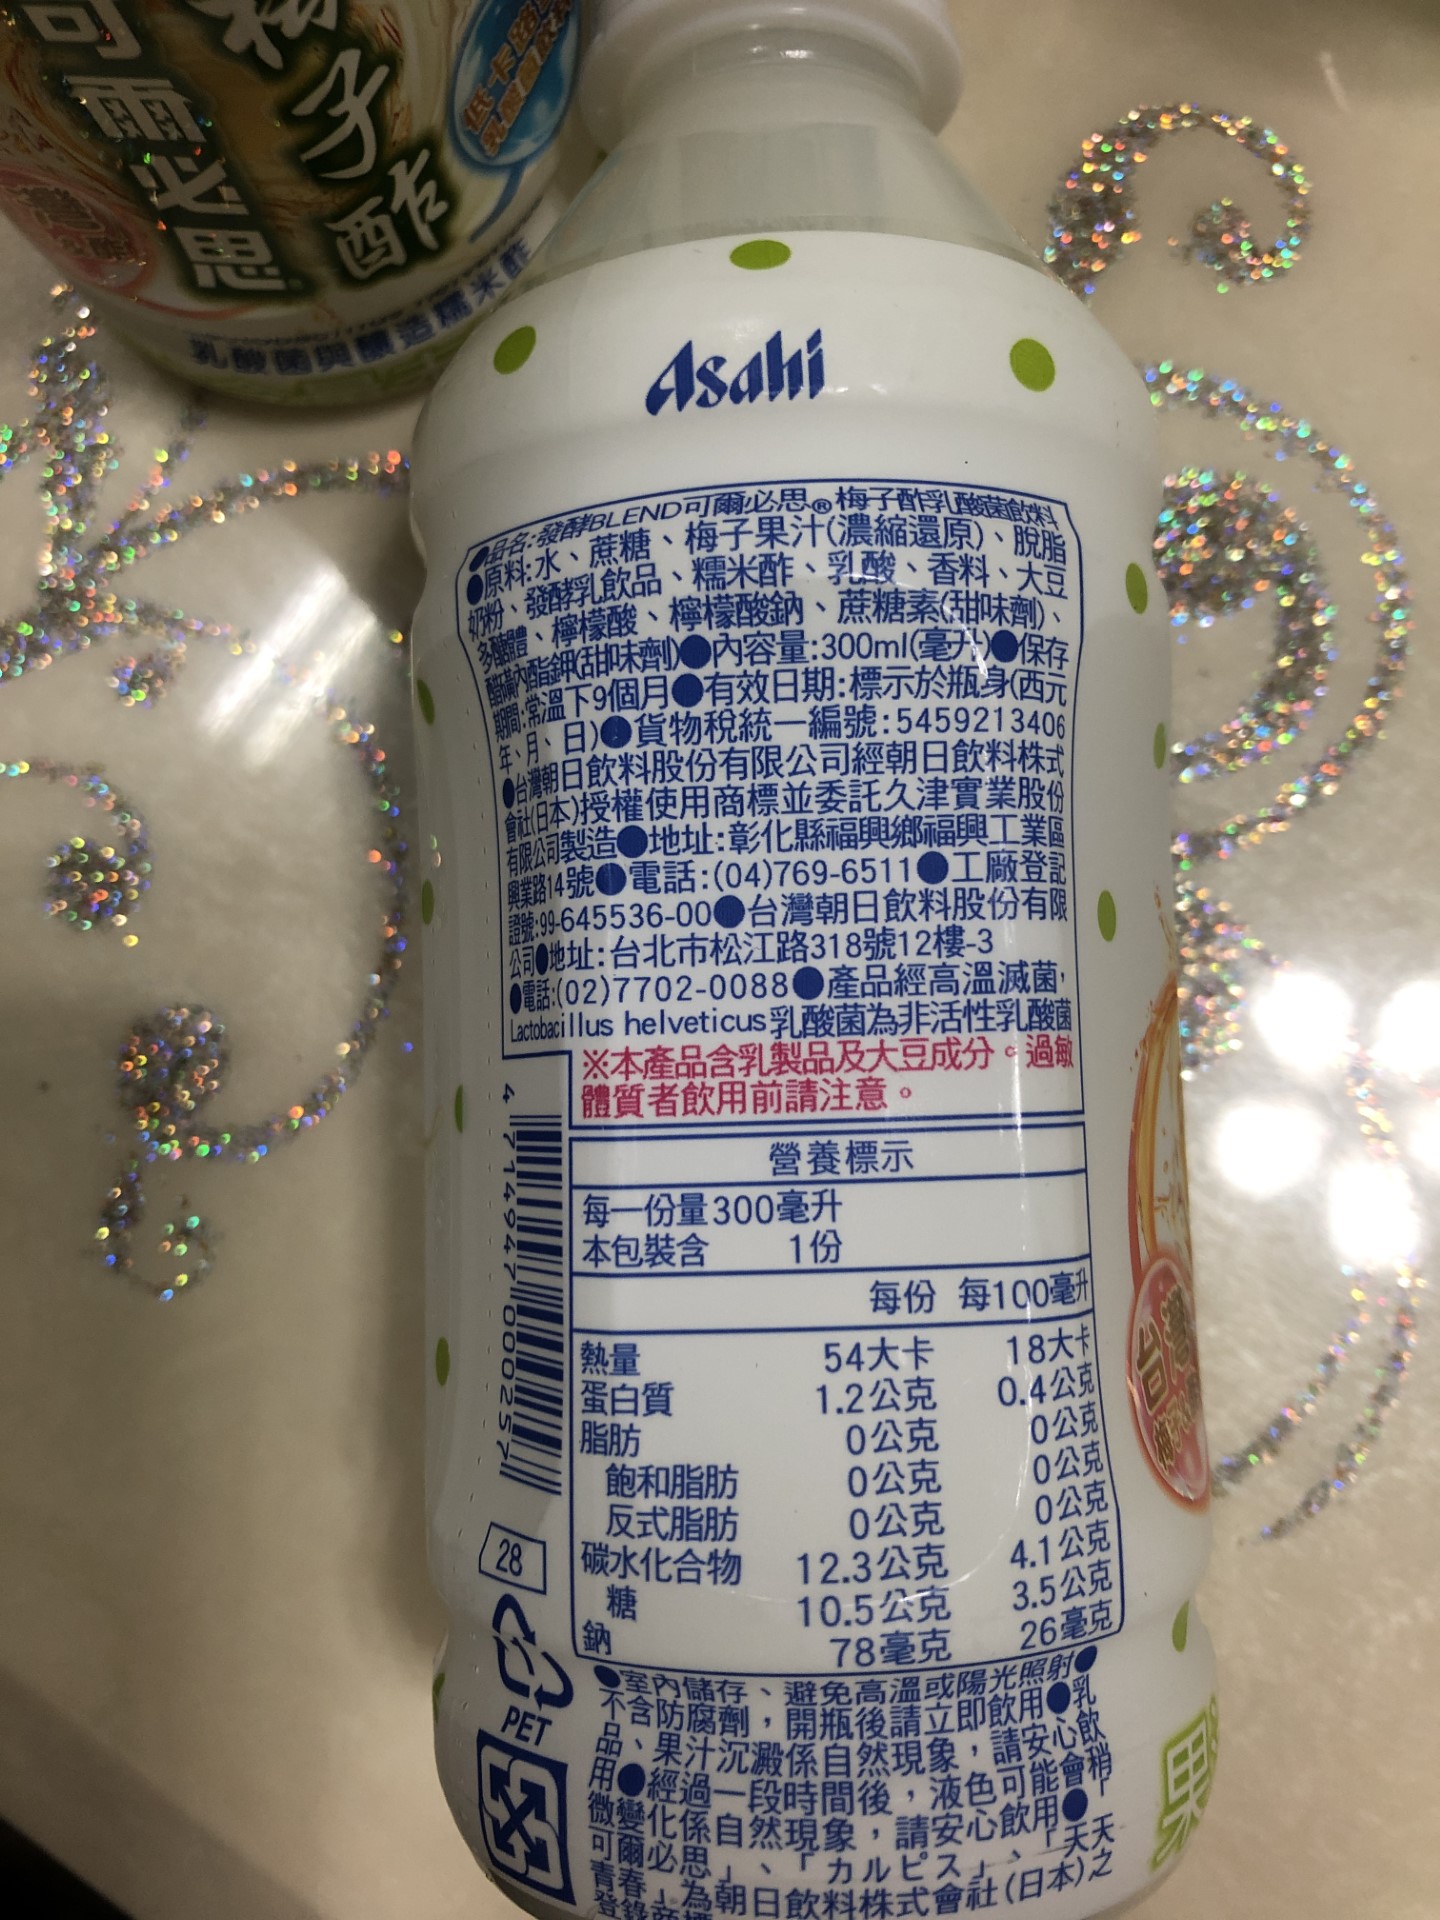 可爾必思
梅子酢
低卡路里
乳酸菌飲料
乳酸菌與釀造糯米酢
Asahi
●品名:發酵BLEND可爾必思®梅子酢乳酸菌飲料
●原料:水、蔗糖、梅子果汁(濃縮還原)、脫脂
奶粉、發酵乳飲品、糯米酢、乳酸、香料、大豆
多醣體、檸檬酸、檸檬酸鈉、蔗糖素(甜味劑)、
醋磺內酯鉀(甜味劑)●內容量:300ml(毫升)●保存
期間:常溫下9個月●有效日期:標示於瓶身(西元
年、月、日)●貨物稅統一編號:5459213406
●台灣朝日飲料股份有限公司經朝日飲料株式
會社(日本)授權使用商標並委託久津實業股份
有限公司製造●地址:彰化縣福興鄉福興工業區
興業路14號●電話:(04)769-6511●工廠登記
證號:99-645536-00●台灣朝日飲料股份有限
公司●地址:台北市松江路318號12樓-3
●電話:(02)7702-0088●產品經高溫滅菌,
Lactobacillus helveticus乳酸菌為非活性乳酸菌
※本產品含乳製品及大豆成分。過敏
體質者飲用前請注意。
營養標示
每一份量300毫升
本包裝含 1份
每份 每100毫升
熱量 54大卡 18大卡
蛋白質 1.2公克 0.4公克
脂肪 0公克 0公克
飽和脂肪 0公克 0公克
反式脂肪 0公克 0公克
碳水化合物 12.3公克 4.1公克
糖 10.5公克 3.5公克
鈉 78毫克 26毫克
●室內儲存、避免高溫或陽光照射●
不含防腐劑，開瓶後請立即飲用●乳
品、果汁沉澱係自然現象，請安心飲
用●經過一段時間後，液色可能會稍
微變化係自然現象，請安心飲用●「
可爾必思」、「カルピス」、「天天
青春」為朝日飲料株式會社(日本)之
登錄商標
4 714947 000257
28
PET
台灣
果